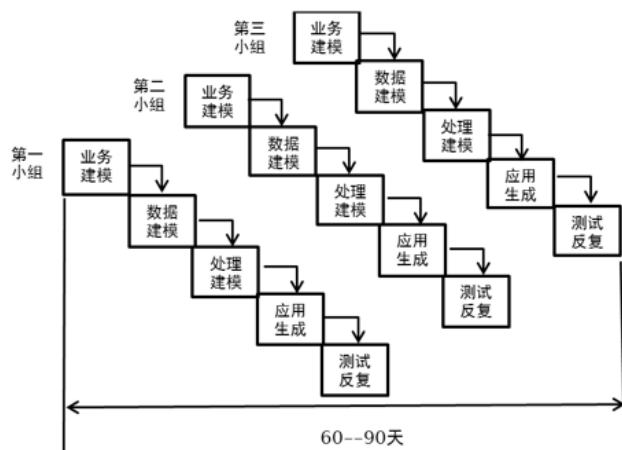 第三
小组
业务
建模
数据
建模
处理
建模
应用
生成
测试
反复
第二
小组
业务
建模
数据
建模
处理
建模
应用
生成
测试
反复
第一
小组
业务
建模
数据
建模
处理
建模
应用
生成
测试
反复
60--90天